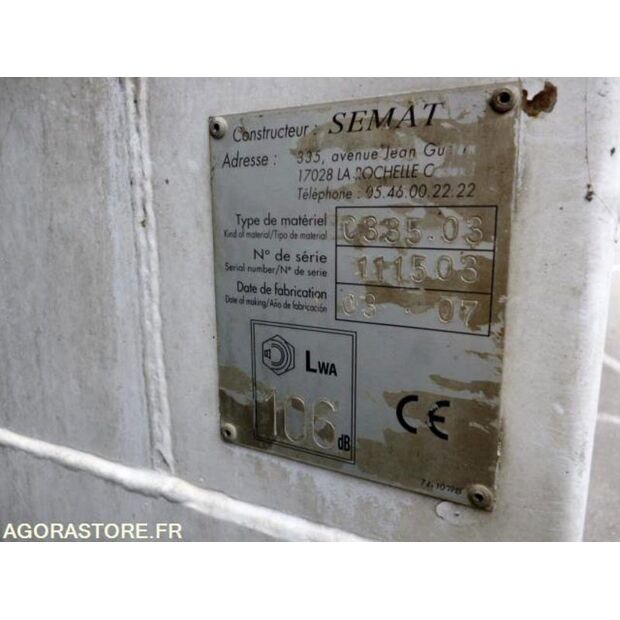 Constructeur : SEMAT
Adresse : 335, avenue Jean
17028 LA ROCHELLE
Téléphone : 05.46.00.22.22
Type de matériel
Kind of material/Tipo de material
C335.03
N° de série
Serial number/N° de serie
111503
Date de fabrication
Date of making/Año de fabricación
03 . 07
LWA
106 dB
CE
AGORASTORE.FR